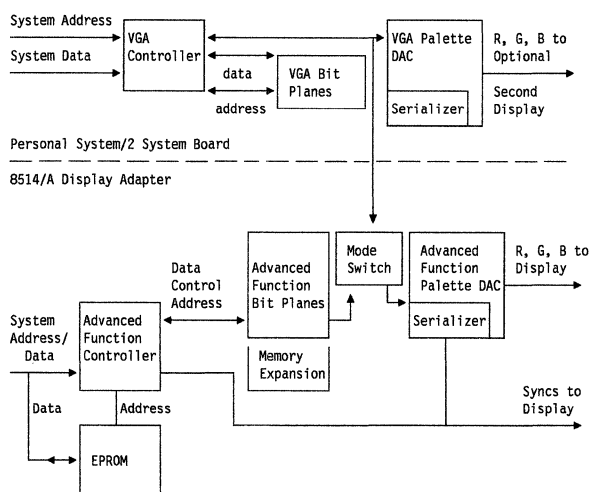 System Address
System Data
VGA
Controller
data
address
VGA Bit
Planes
VGA Palette
DAC
Serializer
R, G, B to
Optional
Second
Display
Personal System/2 System Board
8514/A Display Adapter
System
Address/
Data
Data
Advanced
Function
Controller
Address
EPROM
Data
Control
Address
Advanced
Function
Bit Planes
Memory
Expansion
Mode
Switch
Advanced
Function
Palette DAC
Serializer
R, G, B to
Display
Syncs to
Display